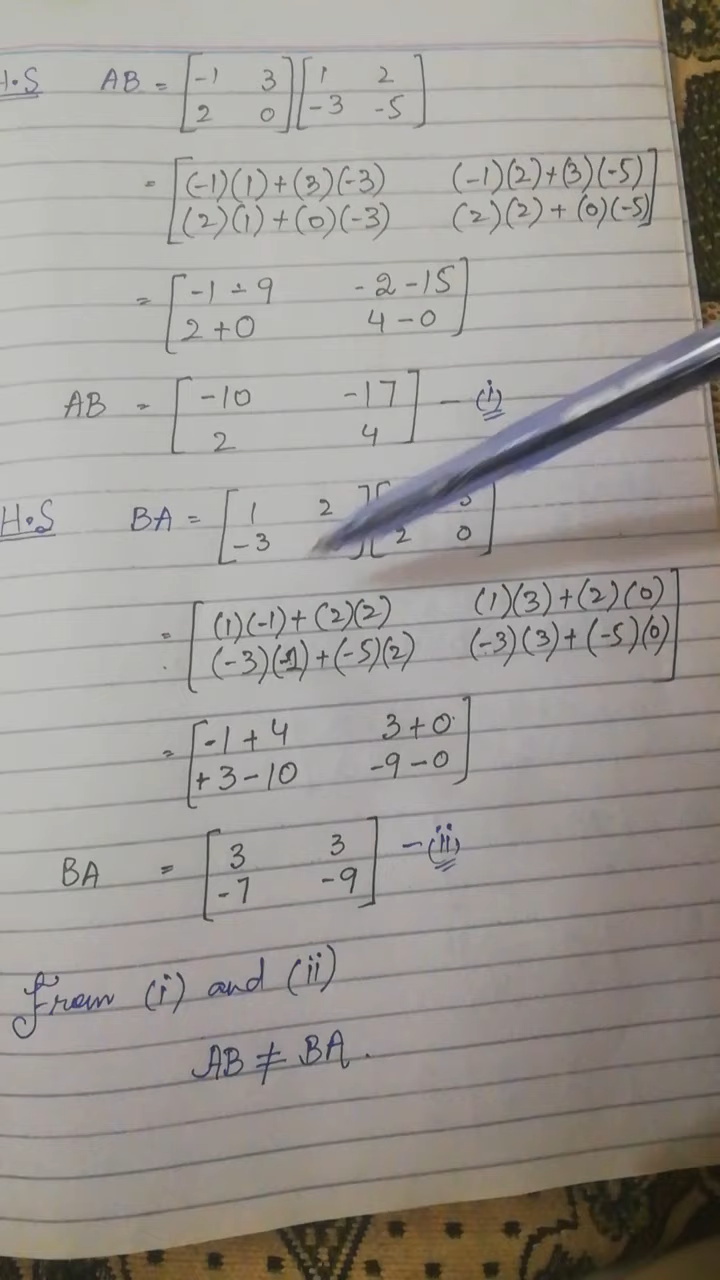 H.S AB = [-1 3] [1 2]
[2 0] [-3 -5]
= [(-1)(1)+(3)(-3) (-1)(2)+(3)(-5)]
[(2)(1)+(0)(-3) (2)(2)+(0)(-5)]
= [-1-9 -2-15]
[2+0 4-0]
AB = [-10 -17] -(i)
[2 4]
H.S BA = [1 2] [ 3]
[-3 ] [2 0]
= [(1)(-1)+(2)(2) (1)(3)+(2)(0)]
[(-3)(-1)+(-5)(2) (-3)(3)+(-5)(0)]
= [-1+4 3+0]
[+3-10 -9-0]
BA = [3 3] -(ii)
[-7 -9]
From (i) and (ii)
AB ≠ BA.